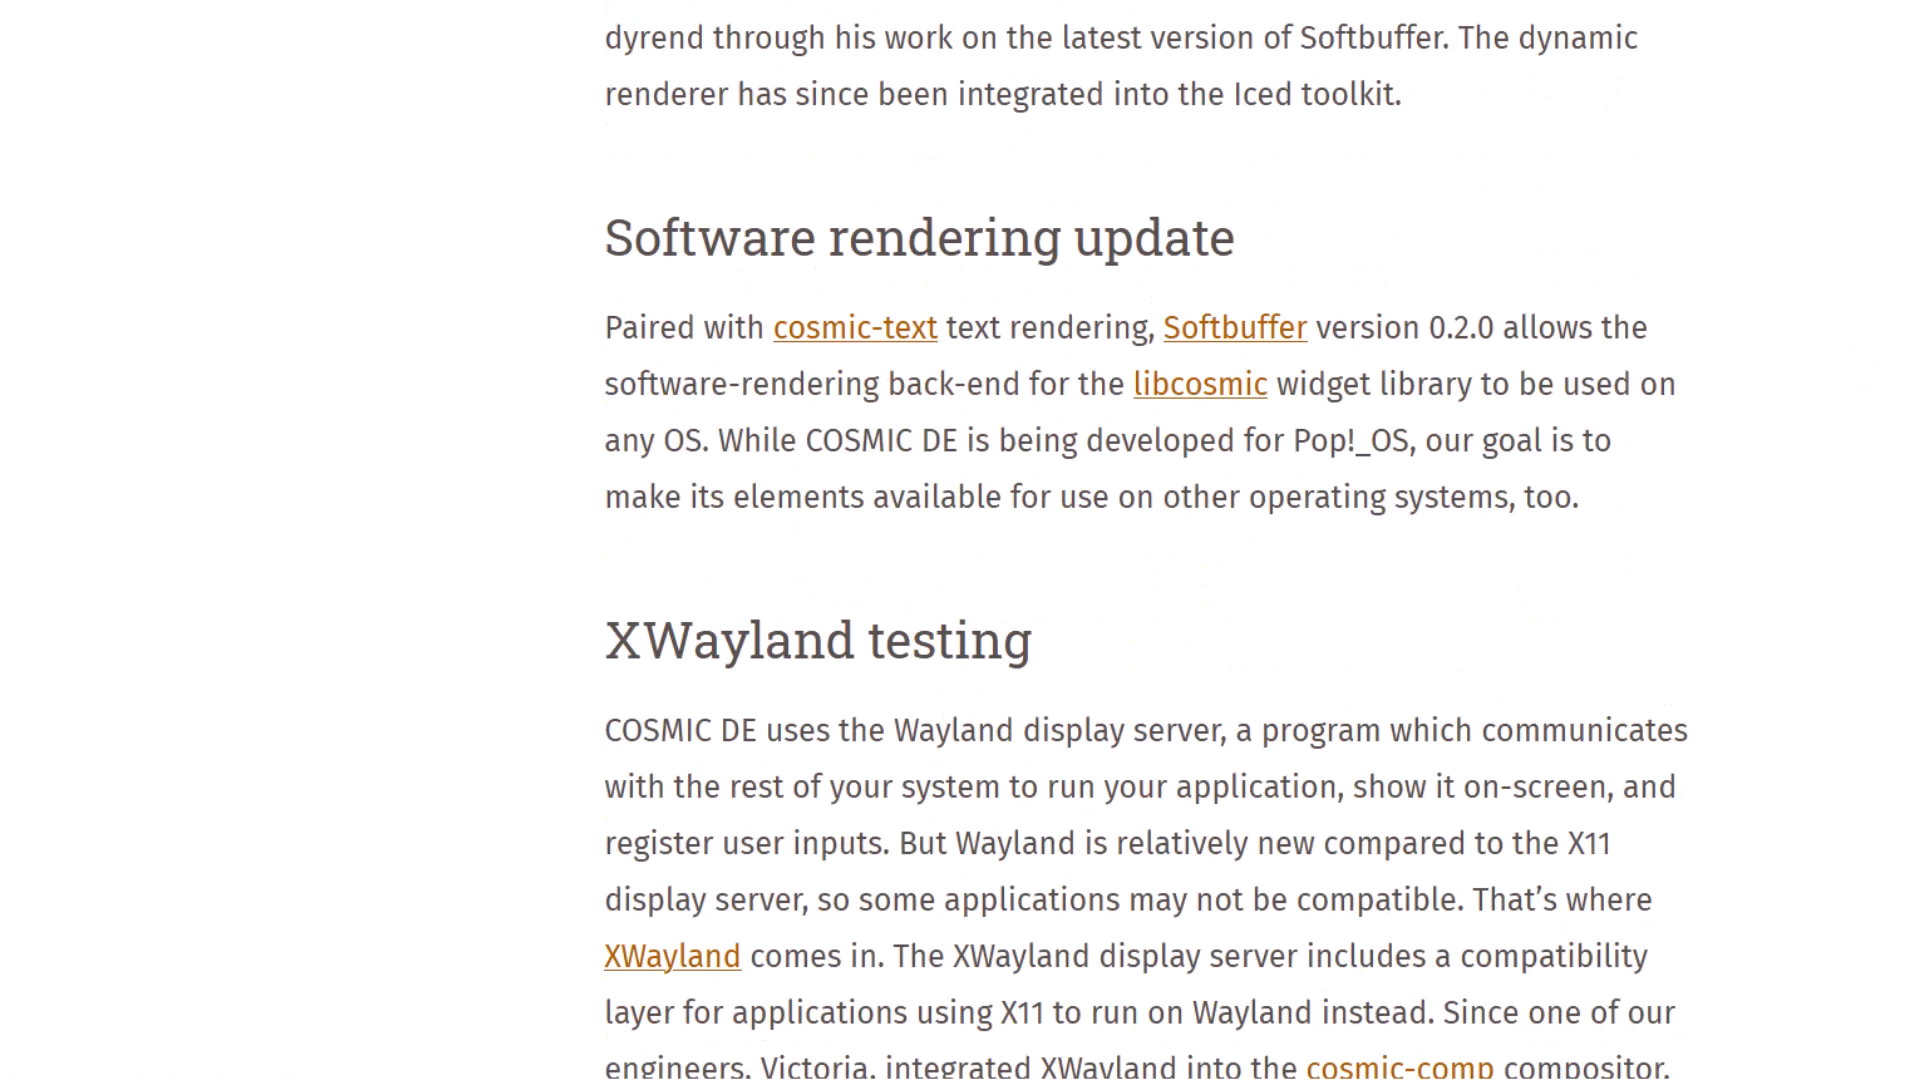 dyrend through his work on the latest version of Softbuffer. The dynamic
renderer has since been integrated into the Iced toolkit.
Software rendering update
Paired with cosmic-text text rendering, Softbuffer version 0.2.0 allows the
software-rendering back-end for the libcosmic widget library to be used on
any OS. While COSMIC DE is being developed for Pop!_OS, our goal is to
make its elements available for use on other operating systems, too.
XWayland testing
COSMIC DE uses the Wayland display server, a program which communicates
with the rest of your system to run your application, show it on-screen, and
register user inputs. But Wayland is relatively new compared to the X11
display server, so some applications may not be compatible. That’s where
XWayland comes in. The XWayland display server includes a compatibility
layer for applications using X11 to run on Wayland instead. Since one of our
engineers, Victoria, integrated XWayland into the cosmic-comp compositor,